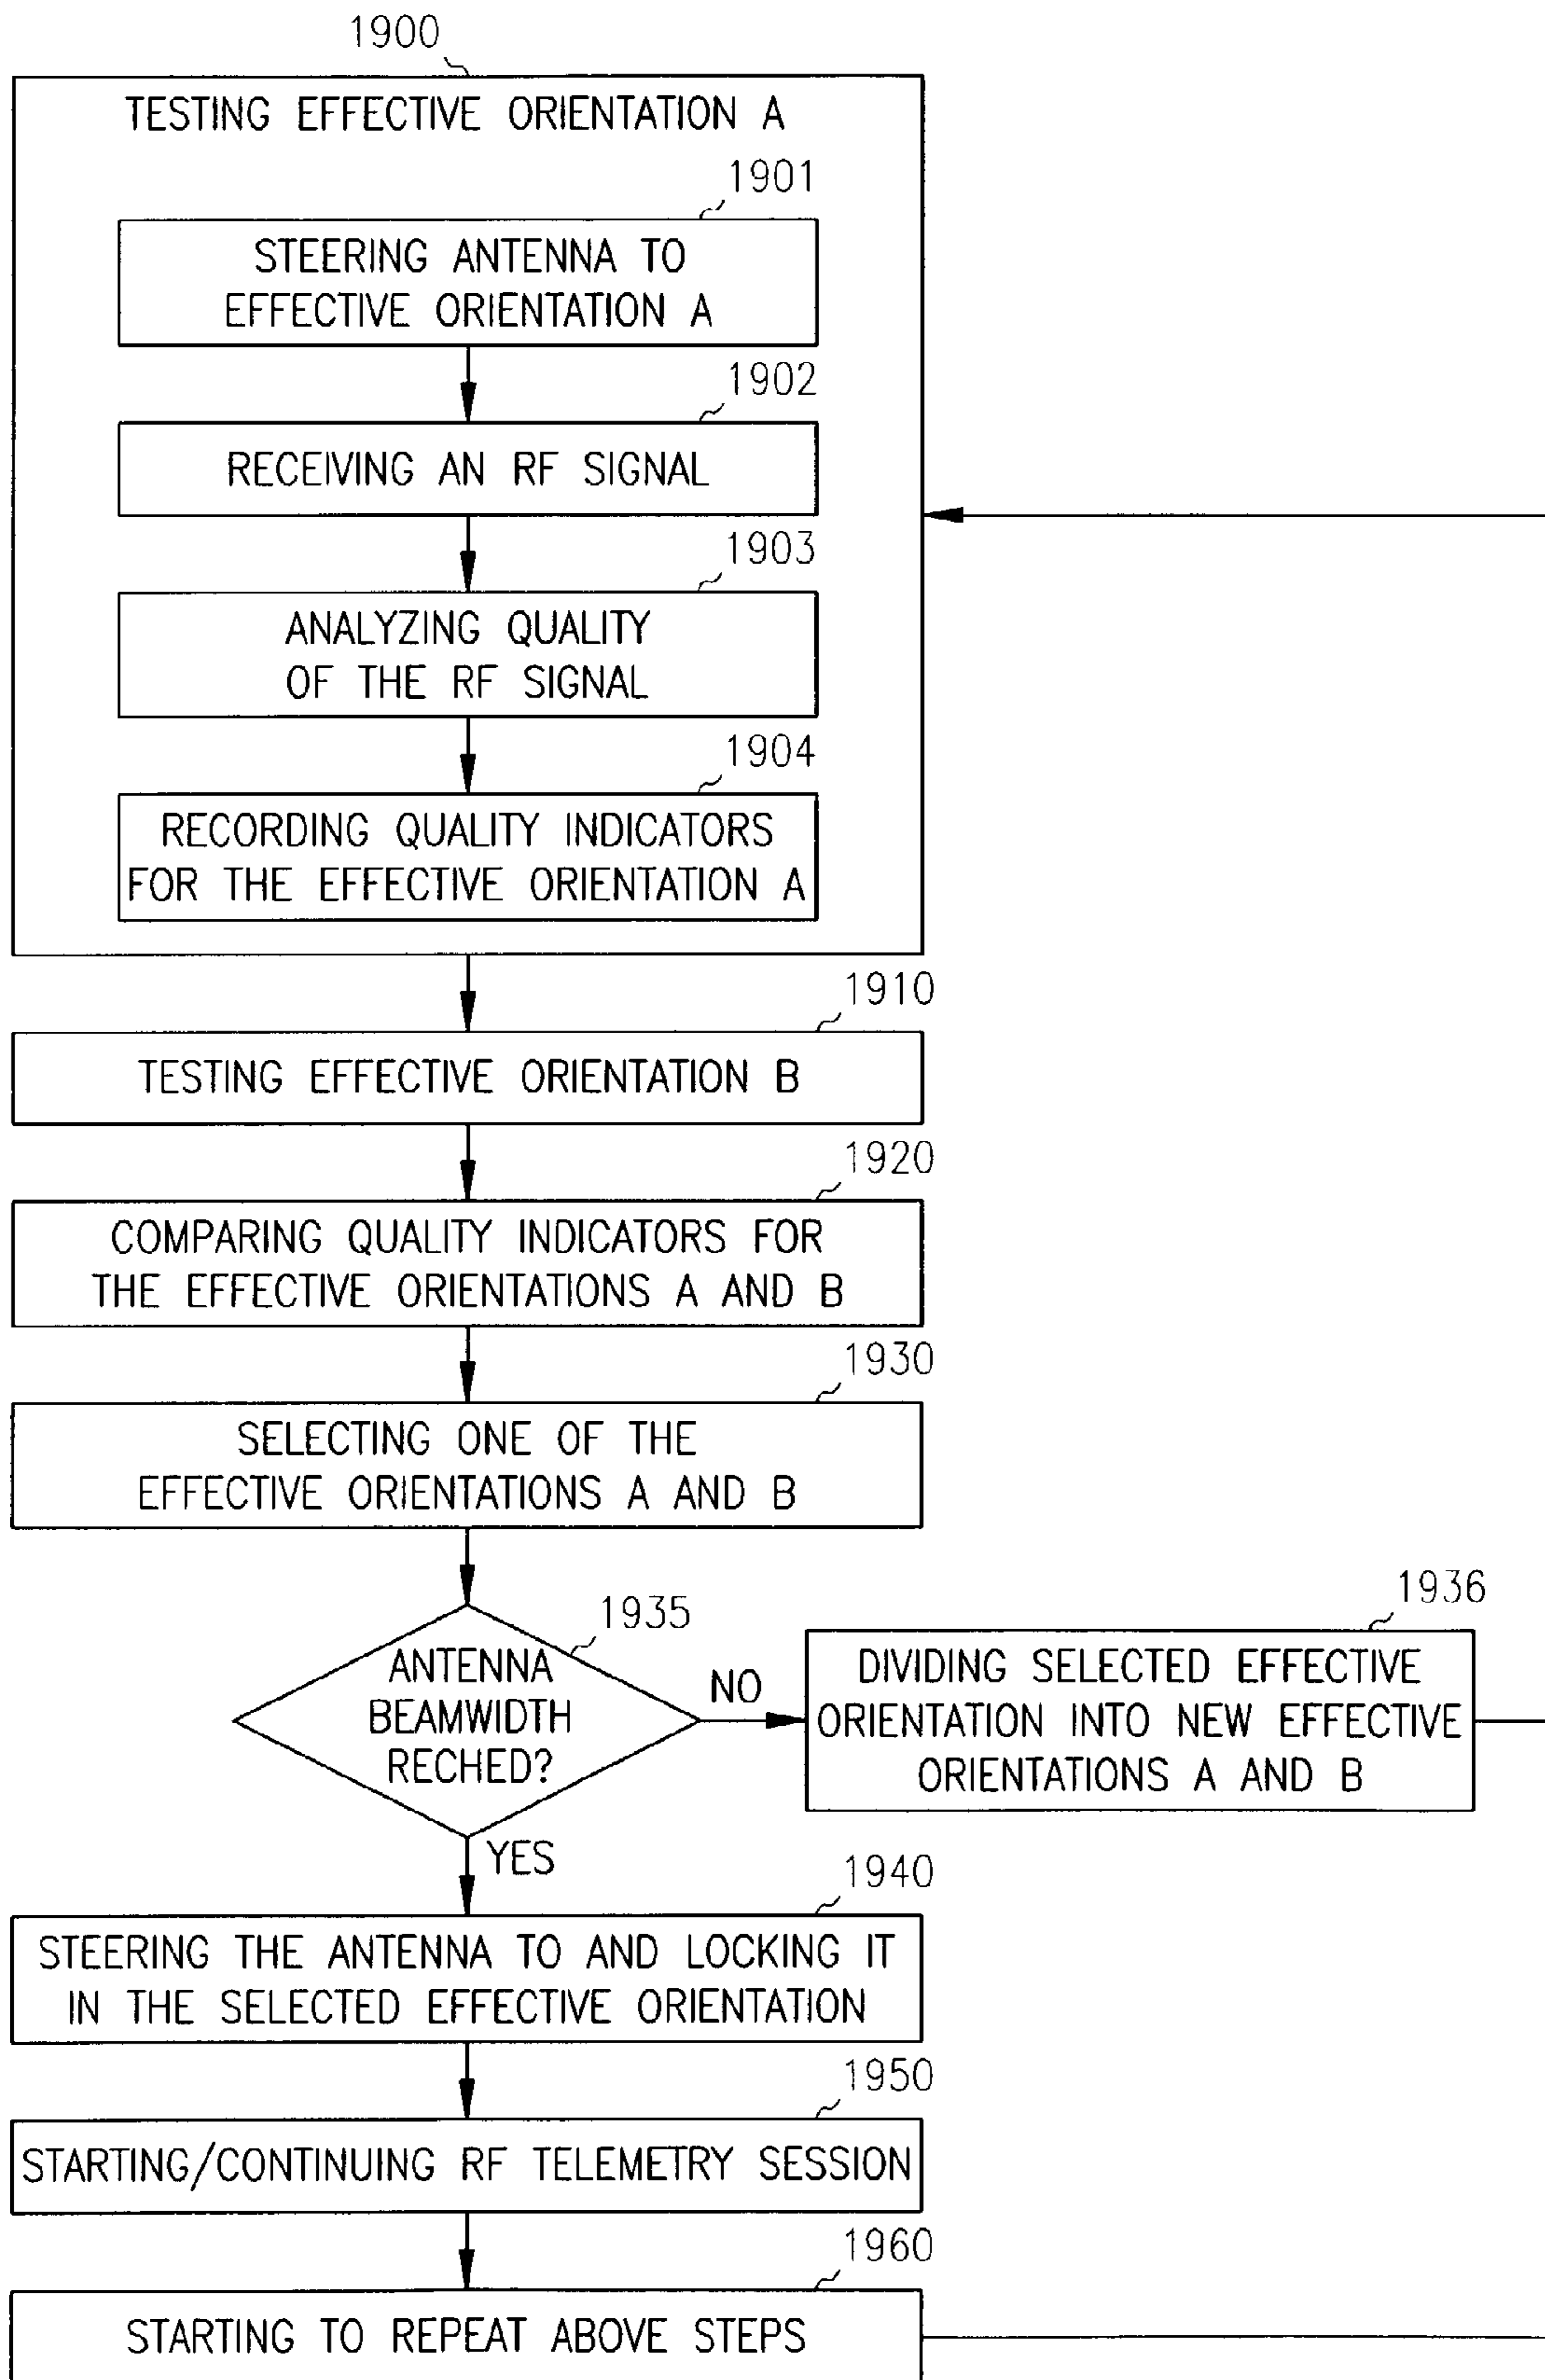 1900
TESTING EFFECTIVE ORIENTATION A
1901
STEERING ANTENNA TO
EFFECTIVE ORIENTATION A
1902
RECEIVING AN RF SIGNAL
1903
ANALYZING QUALITY
OF THE RF SIGNAL
1904
RECORDING QUALITY INDICATORS
FOR THE EFFECTIVE ORIENTATION A
1910
TESTING EFFECTIVE ORIENTATION B
1920
COMPARING QUALITY INDICATORS FOR
THE EFFECTIVE ORIENTATIONS A AND B
1930
SELECTING ONE OF THE
EFFECTIVE ORIENTATIONS A AND B
1935
ANTENNA
BEAMWIDTH
RECHED?
NO
1936
DIVIDING SELECTED EFFECTIVE
ORIENTATION INTO NEW EFFECTIVE
ORIENTATIONS A AND B
YES
1940
STEERING THE ANTENNA TO AND LOCKING IT
IN THE SELECTED EFFECTIVE ORIENTATION
1950
STARTING/CONTINUING RF TELEMETRY SESSION
1960
STARTING TO REPEAT ABOVE STEPS